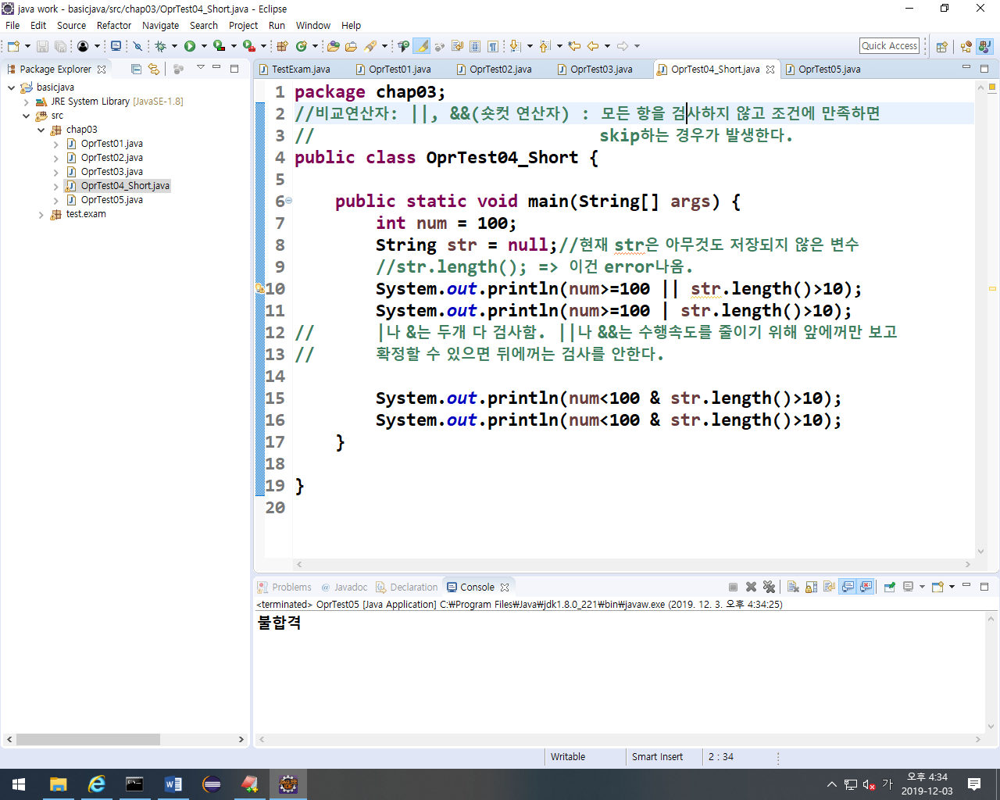 java work - basicjava/src/chap03/OprTest04_Short.java - Eclipse
File Edit Source Refactor Navigate Search Project Run Window Help
Quick Access
Package Explorer
basicjava
JRE System Library [JavaSE-1.8]
src
chap03
OprTest01.java
OprTest02.java
OprTest03.java
OprTest04_Short.java
OprTest05.java
test.exam
TestExam.java OprTest01.java OprTest02.java OprTest03.java OprTest04_Short.java OprTest05.java
1 package chap03;
2 //비교연산자: ||, &&(숏컷 연산자) : 모든 항을 검사하지 않고 조건에 만족하면
3 // skip하는 경우가 발생한다.
4 public class OprTest04_Short {
5
6 public static void main(String[] args) {
7 int num = 100;
8 String str = null;//현재 str은 아무것도 저장되지 않은 변수
9 //str.length(); => 이건 error나옴.
10 System.out.println(num>=100 || str.length()>10);
11 System.out.println(num>=100 | str.length()>10);
12 // |나 &는 두개 다 검사함. ||나 &&는 수행속도를 줄이기 위해 앞에꺼만 보고
13 // 확정할 수 있으면 뒤에꺼는 검사를 안한다.
14
15 System.out.println(num<100 & str.length()>10);
16 System.out.println(num<100 & str.length()>10);
17 }
18
19 }
20
Problems @ Javadoc Declaration Console
<terminated> OprTest05 [Java Application] C:₩Program Files₩Java₩jdk1.8.0_221₩bin₩javaw.exe (2019. 12. 3. 오후 4:34:25)
불합격
Writable Smart Insert 2 : 34
가
오후 4:34
2019-12-03